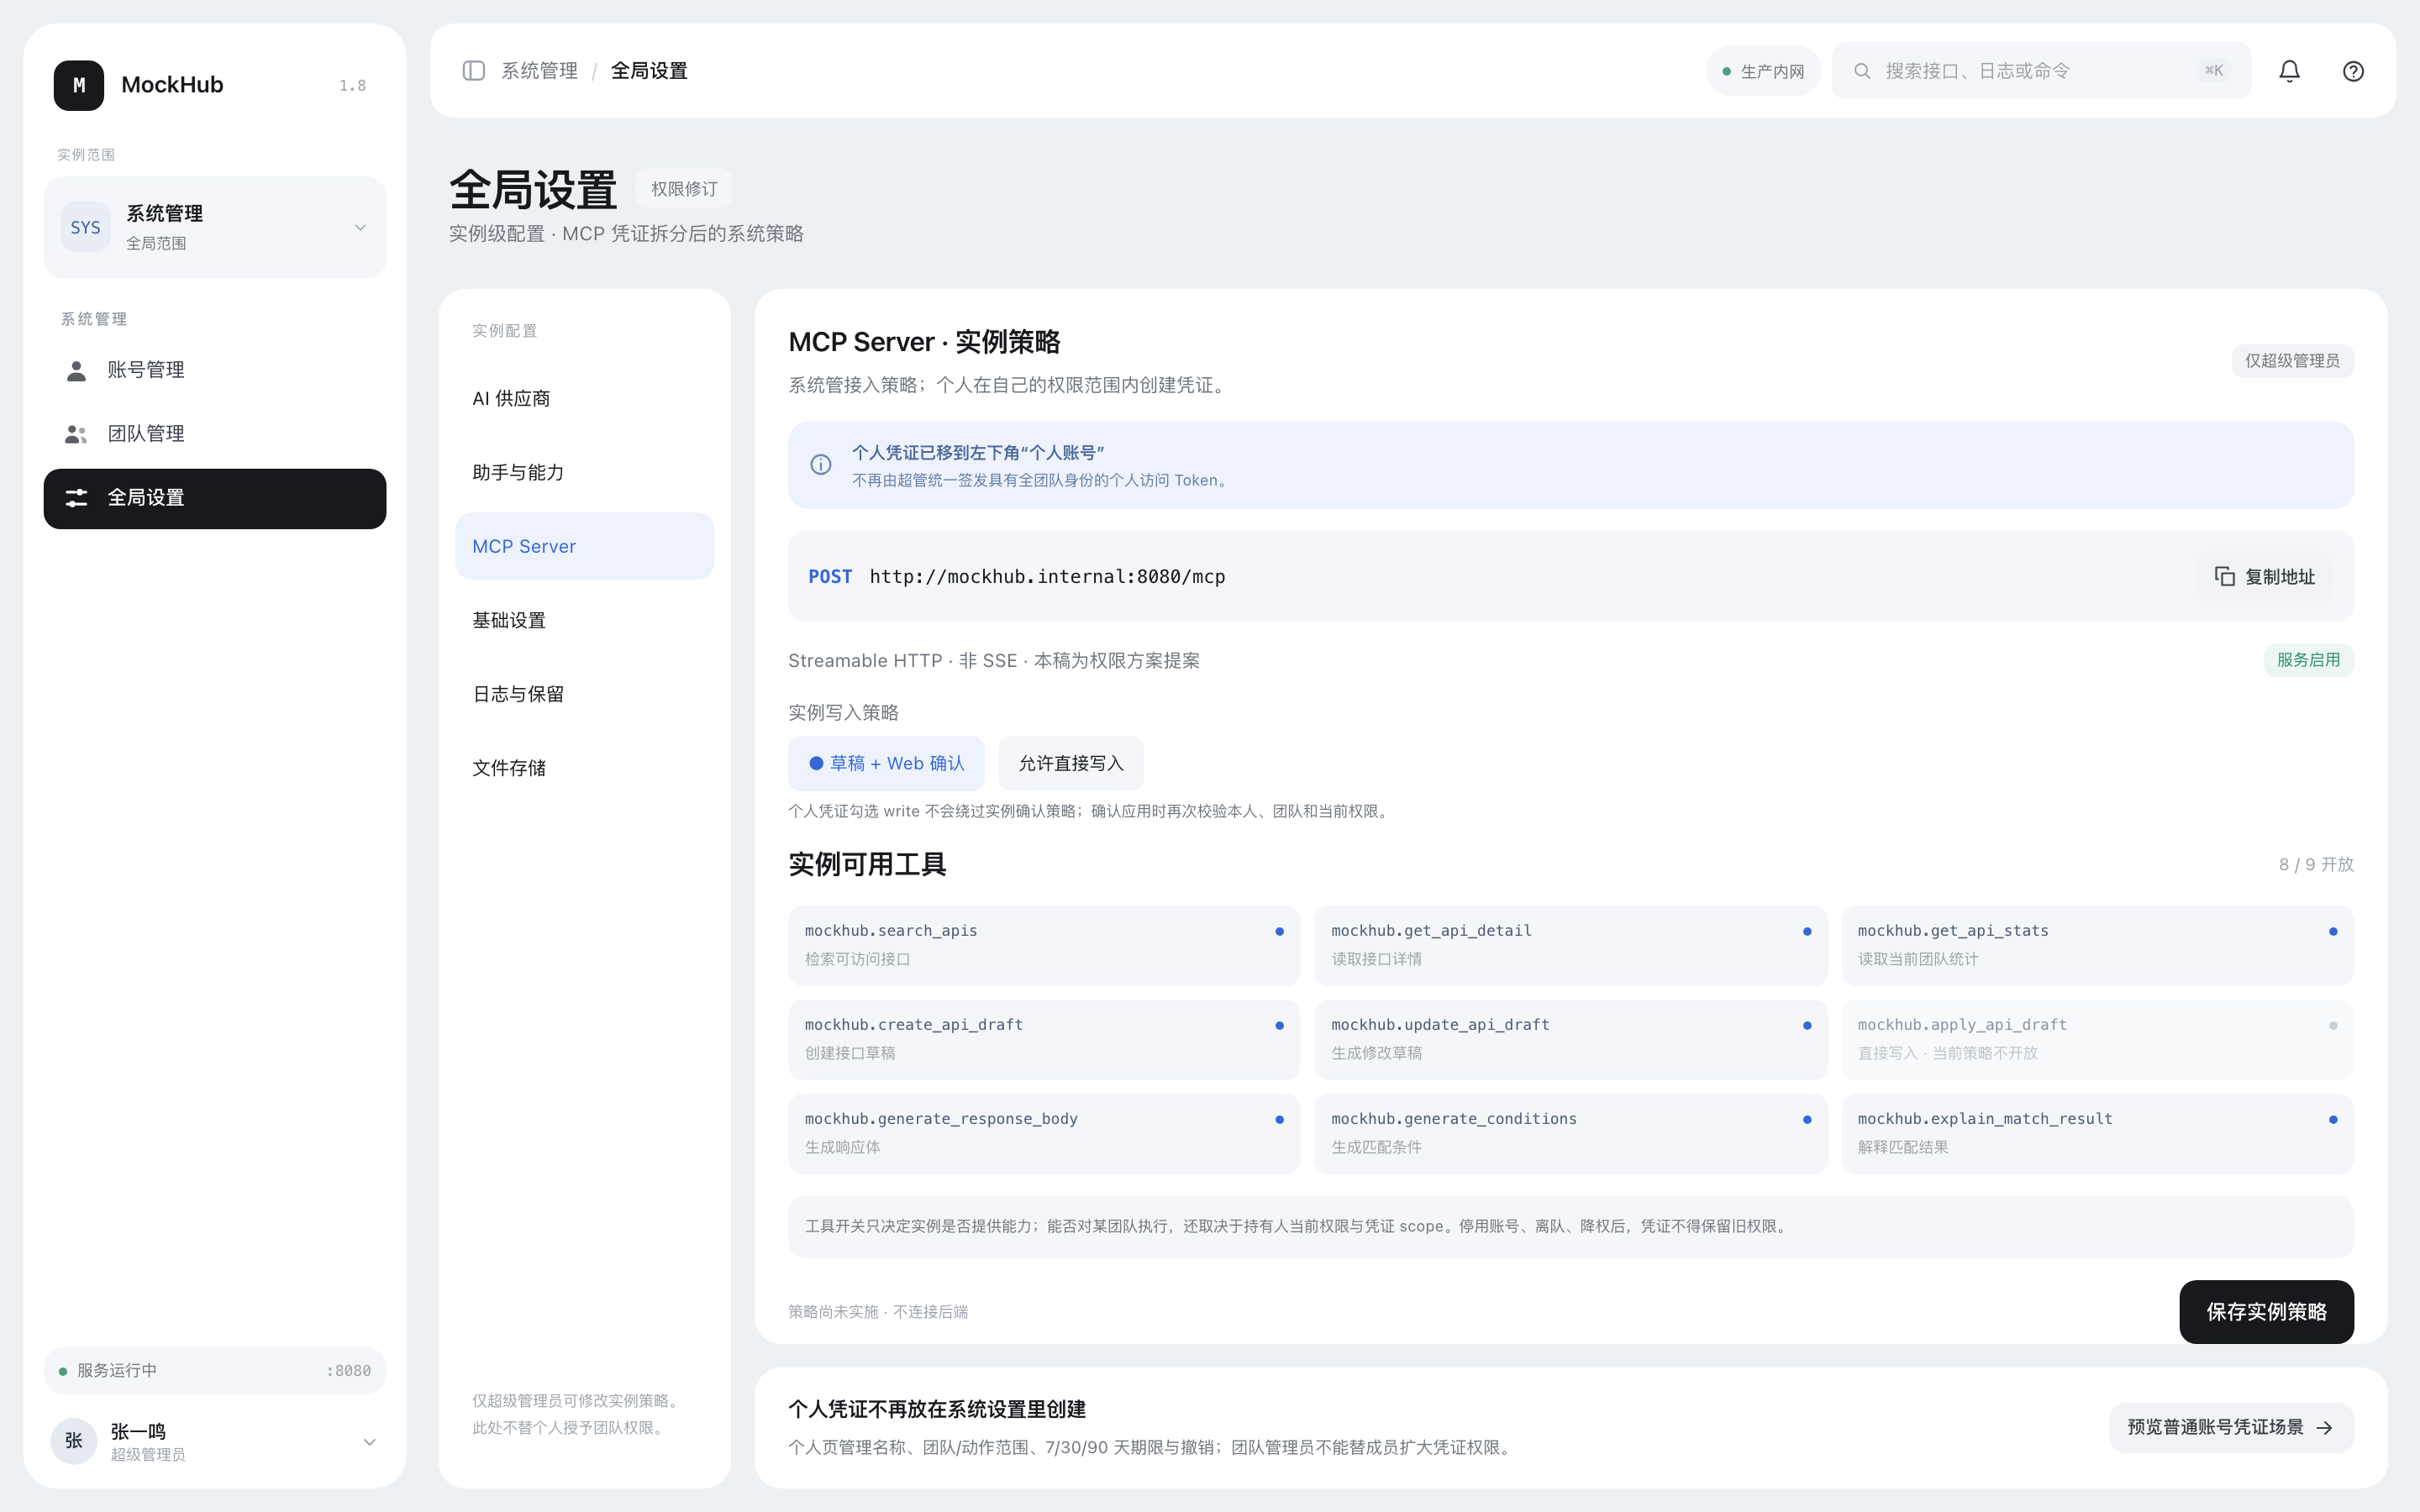 M MockHub 1.8
实例范围
SYS 系统管理
全局范围
系统管理
账号管理
团队管理
全局设置
服务运行中 :8080
张 张一鸣
超级管理员
系统管理 / 全局设置
生产内网
搜索接口、日志或命令 ⌘K
全局设置 权限修订
实例级配置 · MCP 凭证拆分后的系统策略
实例配置
AI 供应商
助手与能力
MCP Server
基础设置
日志与保留
文件存储
仅超级管理员可修改实例策略。
此处不替个人授予团队权限。
MCP Server · 实例策略
系统管接入策略；个人在自己的权限范围内创建凭证。
仅超级管理员
个人凭证已移到左下角“个人账号”
不再由超管统一签发具有全团队身份的个人访问 Token。
POST http://mockhub.internal:8080/mcp
复制地址
Streamable HTTP · 非 SSE · 本稿为权限方案提案
服务启用
实例写入策略
草稿 + Web 确认 允许直接写入
个人凭证勾选 write 不会绕过实例确认策略；确认应用时再次校验本人、团队和当前权限。
实例可用工具 8 / 9 开放
mockhub.search_apis
检索可访问接口
mockhub.get_api_detail
读取接口详情
mockhub.get_api_stats
读取当前团队统计
mockhub.create_api_draft
创建接口草稿
mockhub.update_api_draft
生成修改草稿
mockhub.apply_api_draft
直接写入 · 当前策略不开放
mockhub.generate_response_body
生成响应体
mockhub.generate_conditions
生成匹配条件
mockhub.explain_match_result
解释匹配结果
工具开关只决定实例是否提供能力；能否对某团队执行，还取决于持有人当前权限与凭证 scope。停用账号、离队、降权后，凭证不得保留旧权限。
策略尚未实施 · 不连接后端
保存实例策略
个人凭证不再放在系统设置里创建
个人页管理名称、团队/动作范围、7/30/90 天期限与撤销；团队管理员不能替成员扩大凭证权限。
预览普通账号凭证场景